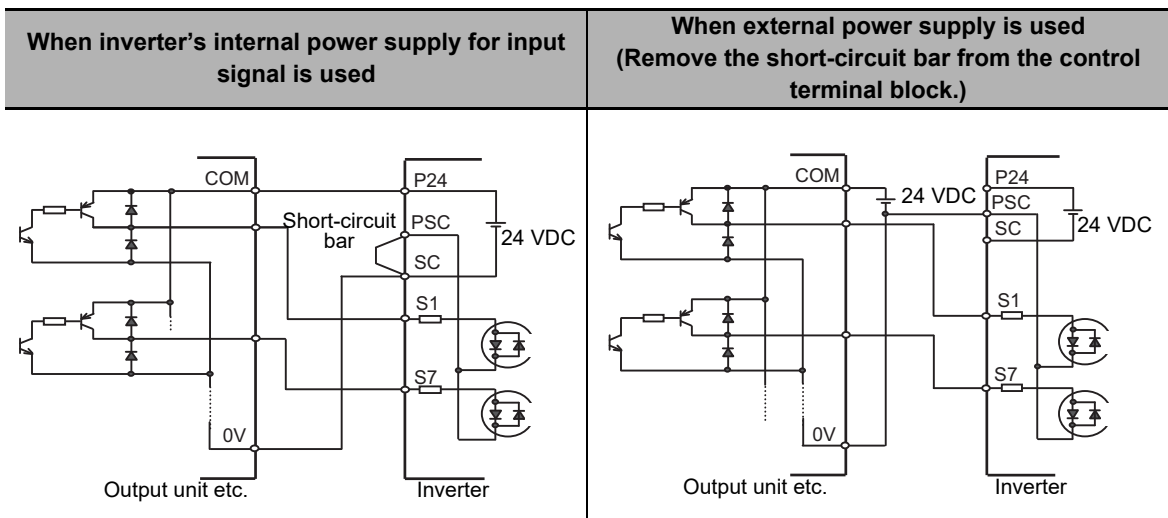 When inverter's internal power supply for input
signal is used
When external power supply is used
(Remove the short-circuit bar from the control
terminal block.)
COM
P24
Short-circuit
bar
PSC
24 VDC
SC
S1
S7
0V
Output unit etc.
Inverter
COM
24 VDC
P24
PSC
SC
24 VDC
S1
S7
0V
Output unit etc.
Inverter